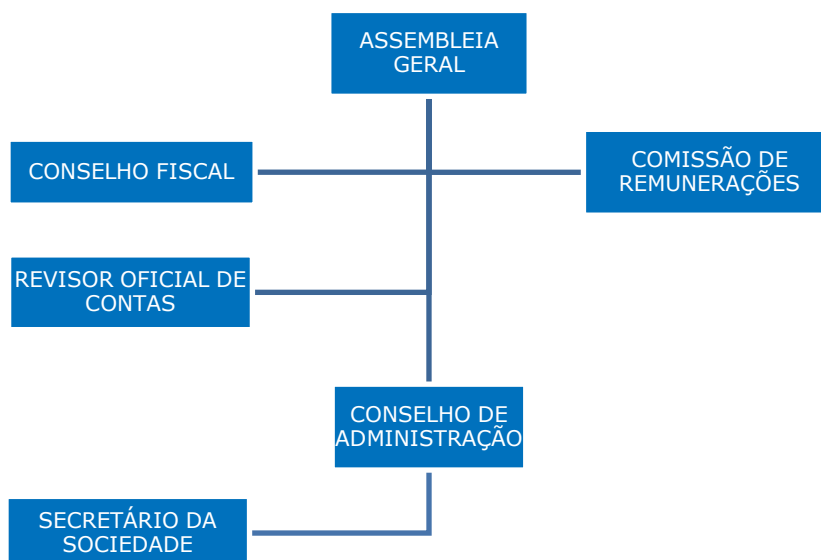 ASSEMBLEIA
GERAL
CONSELHO FISCAL
COMISSÃO DE
REMUNERAÇÕES
REVISOR OFICIAL DE
CONTAS
CONSELHO DE
ADMINISTRAÇÃO
SECRETÁRIO DA
SOCIEDADE